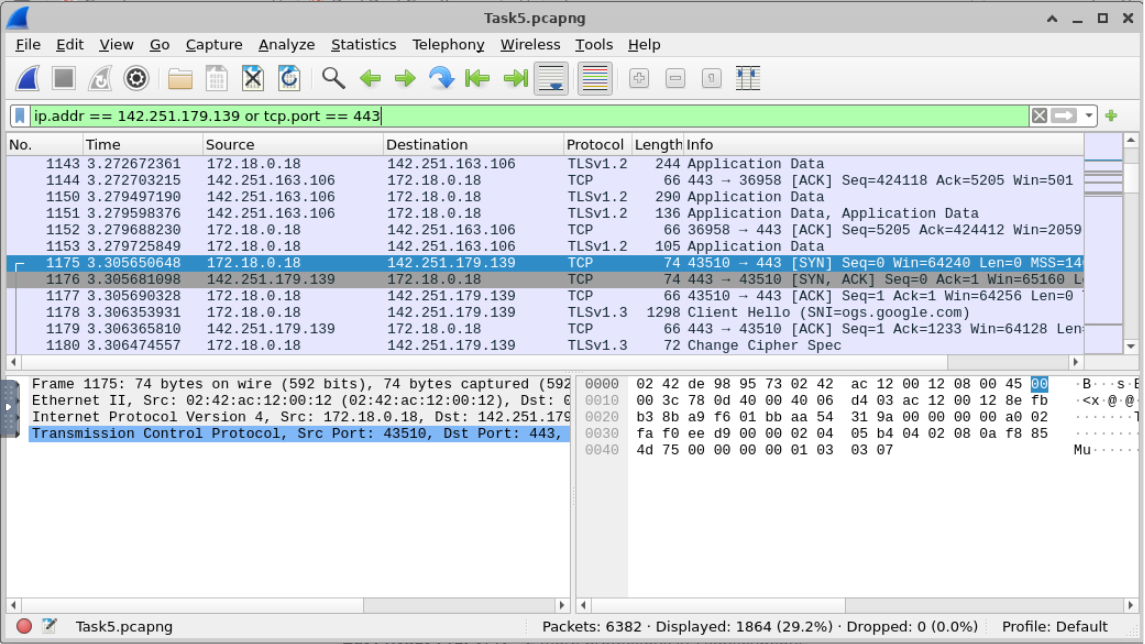 Task5.pcapng
File Edit View Go Capture Analyze Statistics Telephony Wireless Tools Help
ip.addr == 142.251.179.139 or tcp.port == 443
No. Time Source Destination Protocol Length Info
1143 3.272672361 172.18.0.18 142.251.163.106 TLSv1.2 244 Application Data
1144 3.272703215 142.251.163.106 172.18.0.18 TCP 66 443 → 36958 [ACK] Seq=424118 Ack=5205 Win=501
1150 3.279497190 142.251.163.106 172.18.0.18 TLSv1.2 290 Application Data
1151 3.279598376 142.251.163.106 172.18.0.18 TLSv1.2 136 Application Data, Application Data
1152 3.279688230 172.18.0.18 142.251.163.106 TCP 66 36958 → 443 [ACK] Seq=5205 Ack=424412 Win=2059
1153 3.279725849 172.18.0.18 142.251.163.106 TLSv1.2 105 Application Data
1175 3.305650648 172.18.0.18 142.251.179.139 TCP 74 43510 → 443 [SYN] Seq=0 Win=64240 Len=0 MSS=14
1176 3.305681098 142.251.179.139 172.18.0.18 TCP 74 443 → 43510 [SYN, ACK] Seq=0 Ack=1 Win=65160 L
1177 3.305690328 172.18.0.18 142.251.179.139 TCP 66 43510 → 443 [ACK] Seq=1 Ack=1 Win=64256 Len=0
1178 3.306353931 172.18.0.18 142.251.179.139 TLSv1.3 1298 Client Hello (SNI=ogs.google.com)
1179 3.306365810 142.251.179.139 172.18.0.18 TCP 66 443 → 43510 [ACK] Seq=1 Ack=1233 Win=64128 Len=
1180 3.306474557 172.18.0.18 142.251.179.139 TLSv1.3 72 Change Cipher Spec
Frame 1175: 74 bytes on wire (592 bits), 74 bytes captured (592
Ethernet II, Src: 02:42:ac:12:00:12 (02:42:ac:12:00:12), Dst: 0
Internet Protocol Version 4, Src: 172.18.0.18, Dst: 142.251.179
Transmission Control Protocol, Src Port: 43510, Dst Port: 443,
0000 02 42 de 98 95 73 02 42 ac 12 00 12 08 00 45 00 ·B···s·B
0010 00 3c 78 0d 40 00 40 06 d4 03 ac 12 00 12 8e fb ·<x·@·@·
0020 b3 8b a9 f6 01 bb aa 54 31 9a 00 00 00 00 a0 02 ·······T
0030 fa f0 ee d9 00 00 02 04 05 b4 04 02 08 0a f8 85 ········
0040 4d 75 00 00 00 00 01 03 03 07 Mu······
Task5.pcapng Packets: 6382 · Displayed: 1864 (29.2%) · Dropped: 0 (0.0%) Profile: Default